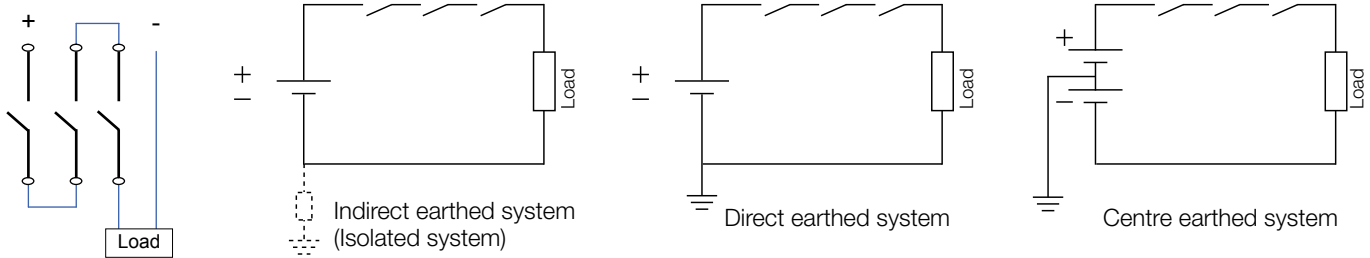 +
-
Load
+
–
Load
Indirect earthed system
(Isolated system)
+
–
Load
Direct earthed system
+
–
Load
Centre earthed system